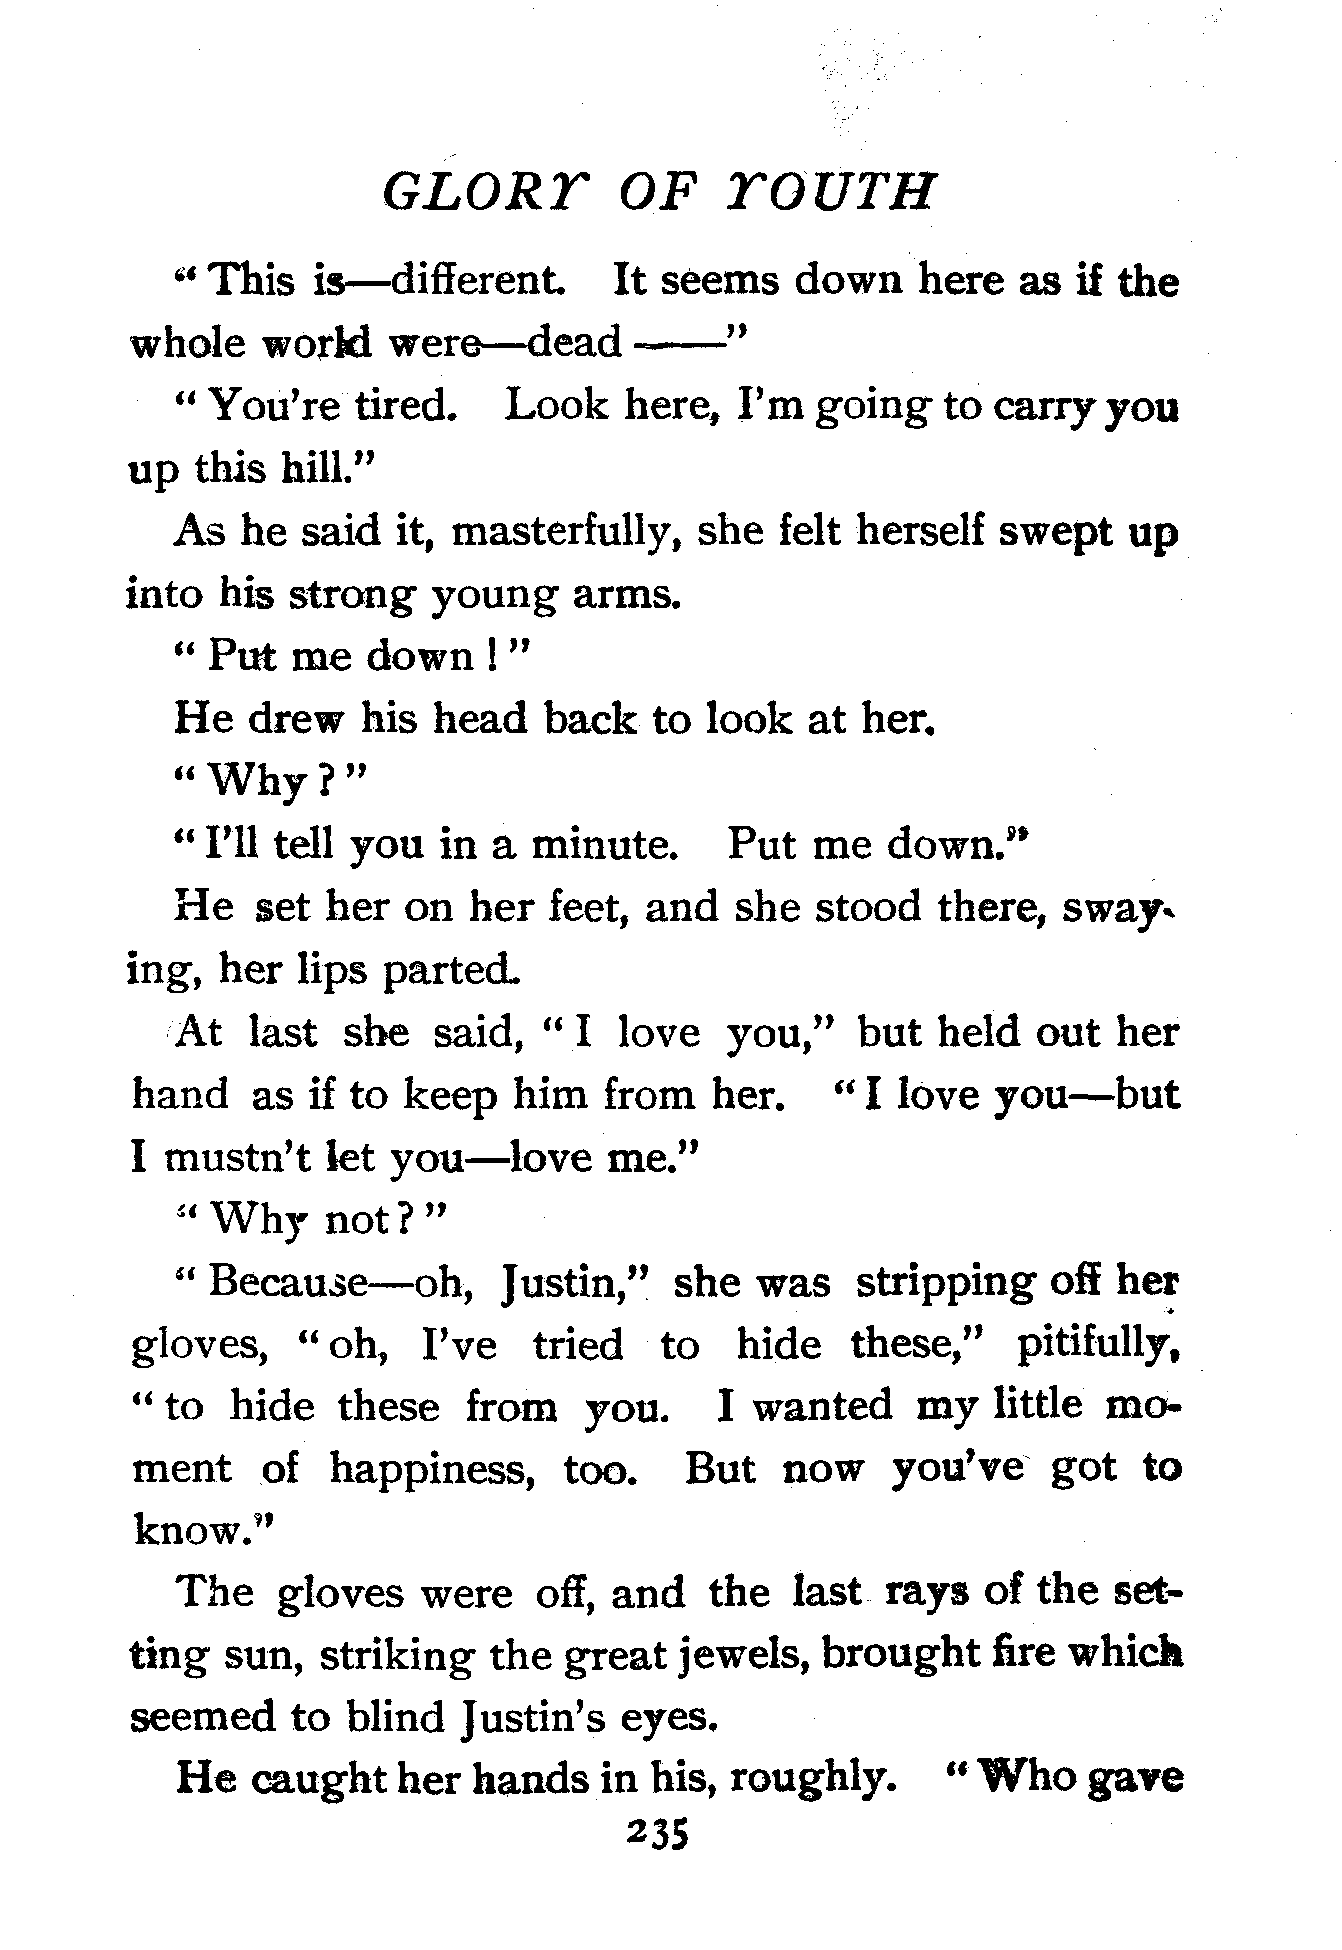 GLORY OF YOUTH
“ This is—different. It seems down here as if the
whole world were—dead ——”
“ You're tired. Look here, I'm going to carry you
up this hill.”
As he said it, masterfully, she felt herself swept up
into his strong young arms.
“ Put me down ! ”
He drew his head back to look at her.
“ Why ? ”
“ I'll tell you in a minute. Put me down.”
He set her on her feet, and she stood there, sway-
ing, her lips parted.
At last she said, “ I love you,” but held out her
hand as if to keep him from her. “ I love you—but
I mustn't let you—love me.”
“ Why not ? ”
“ Because—oh, Justin,” she was stripping off her
gloves, “ oh, I've tried to hide these,” pitifully,
“ to hide these from you. I wanted my little mo-
ment of happiness, too. But now you've got to
know.”
The gloves were off, and the last rays of the set-
ting sun, striking the great jewels, brought fire which
seemed to blind Justin's eyes.
He caught her hands in his, roughly. “ Who gave
235